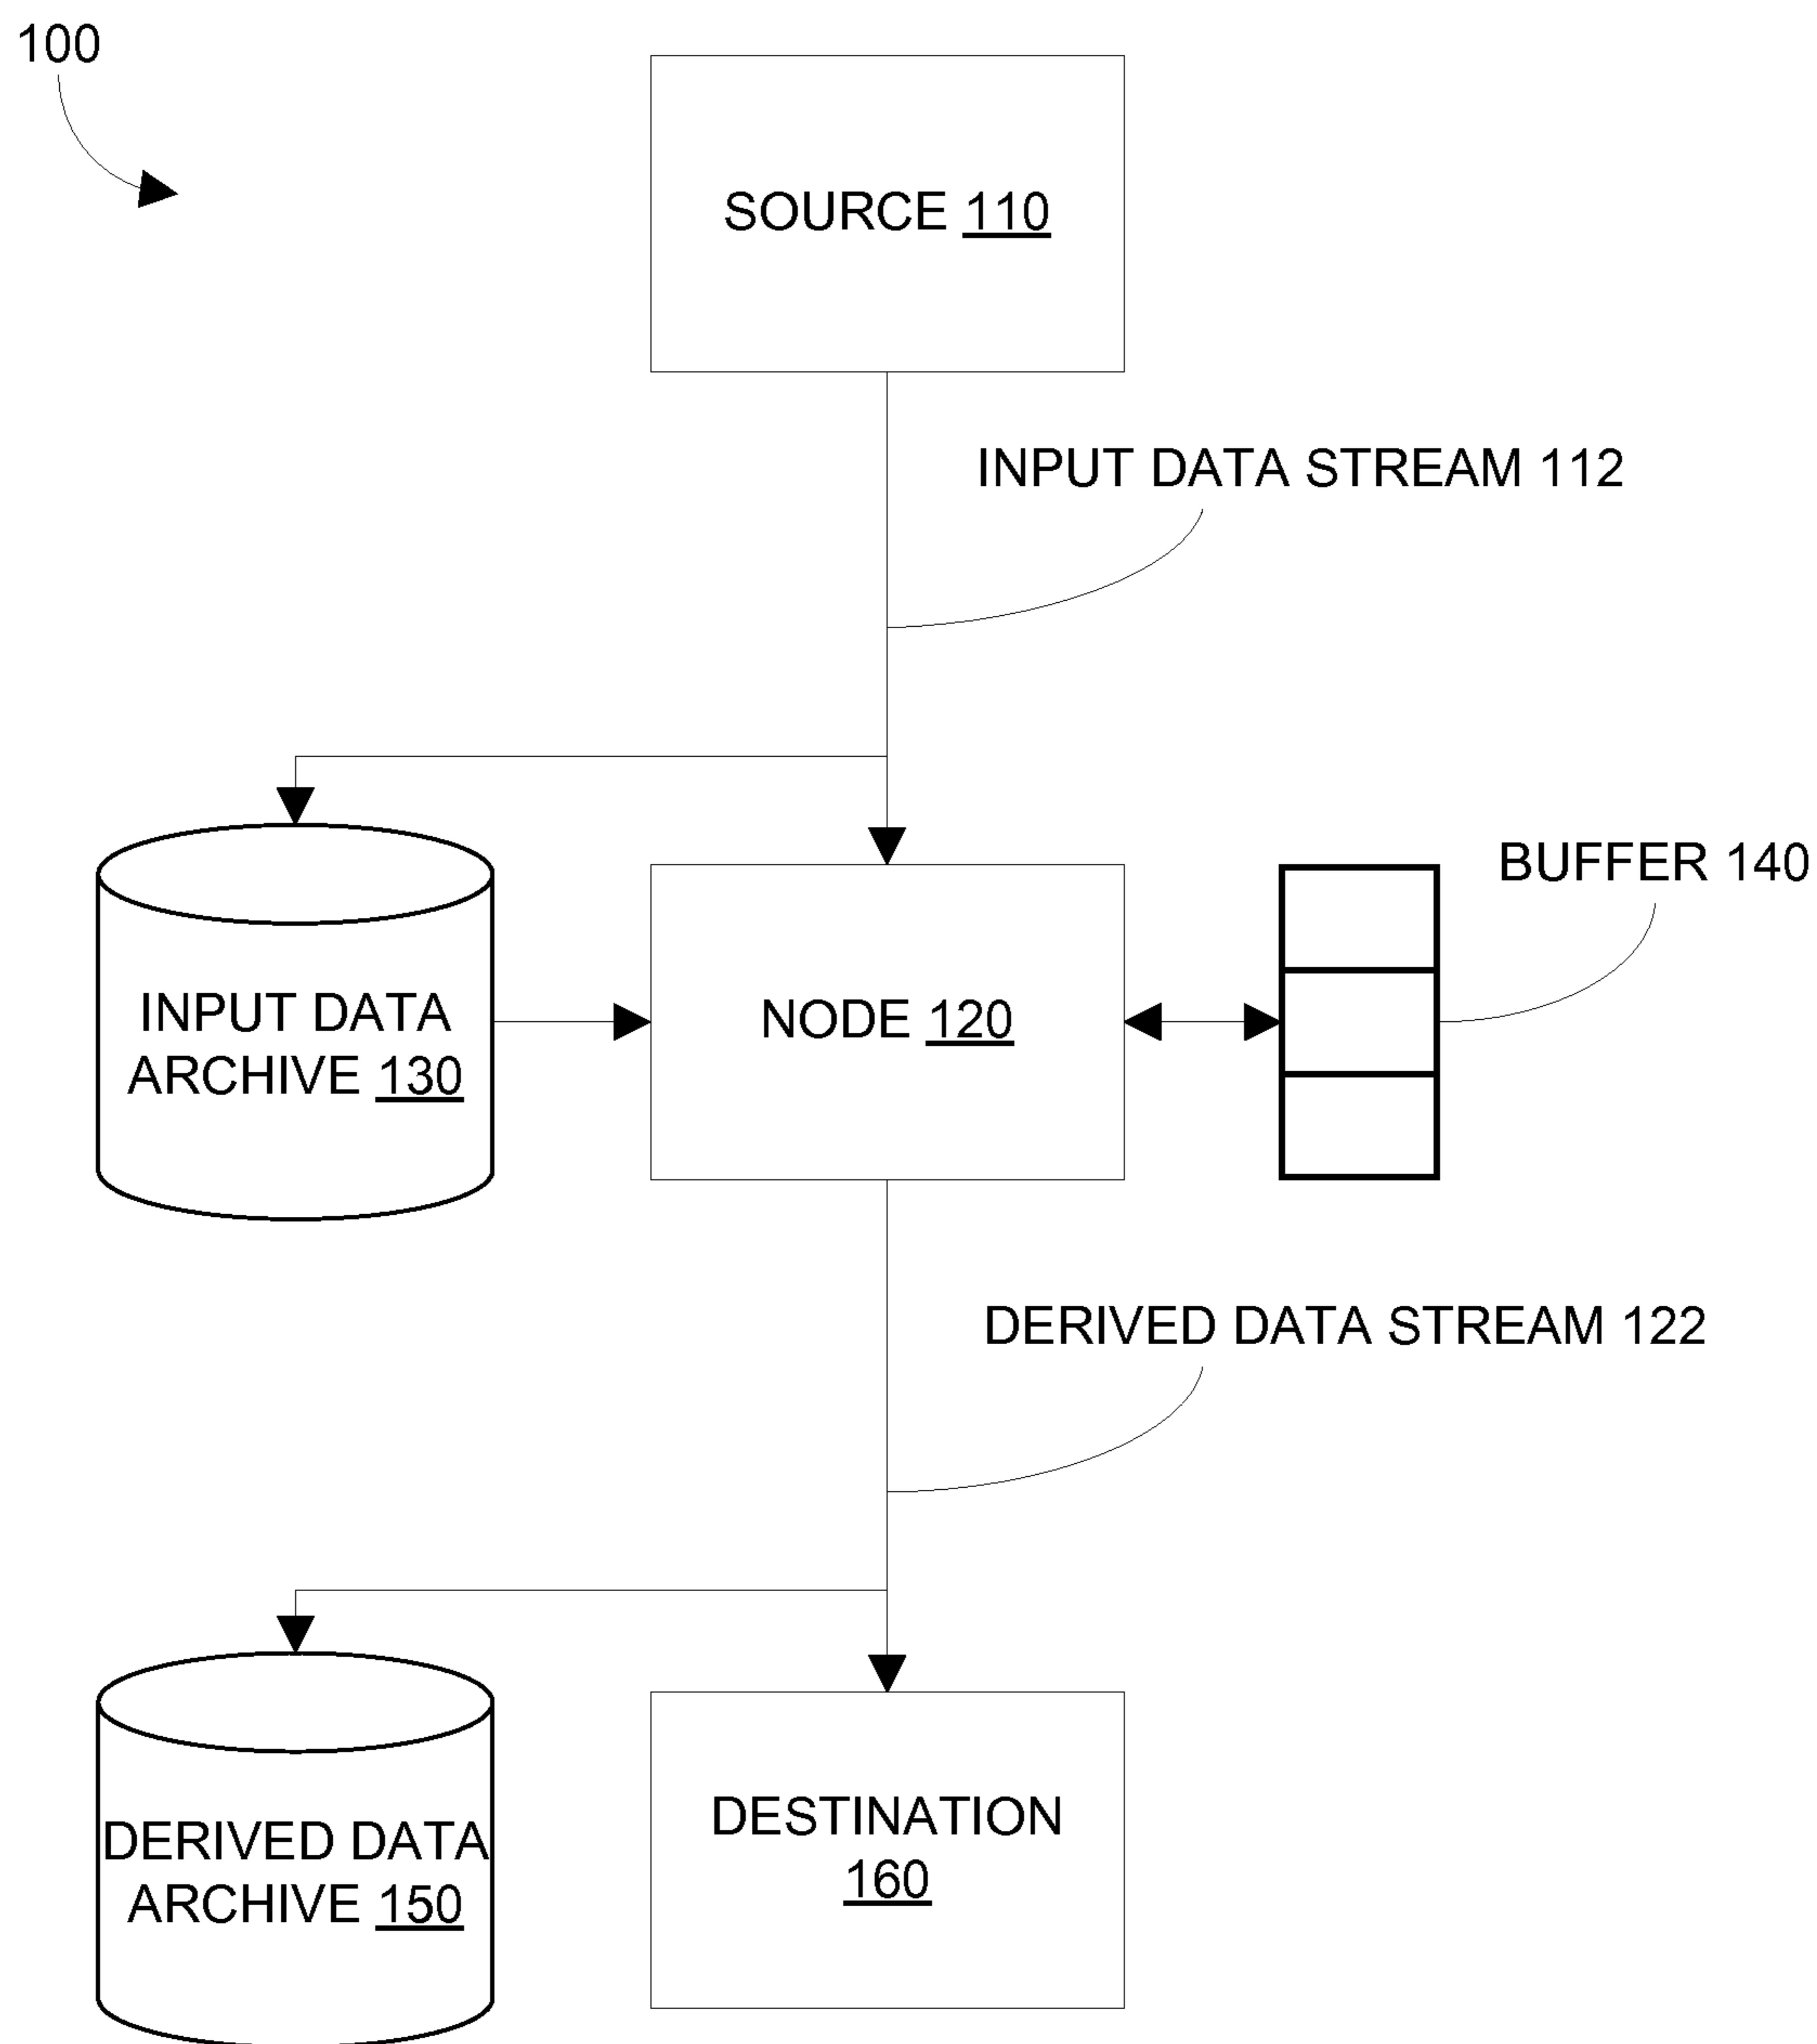 100
SOURCE 110
INPUT DATA STREAM 112
BUFFER 140
INPUT DATA
ARCHIVE 130
NODE 120
DERIVED DATA STREAM 122
DERIVED DATA
ARCHIVE 150
DESTINATION
160